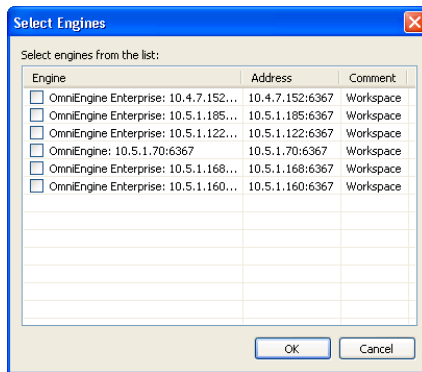 Select Engines
Select engines from the list:
Engine Address Comment
OmniEngine Enterprise: 10.4.7.152... 10.4.7.152:6367 Workspace
OmniEngine Enterprise: 10.5.1.185... 10.5.1.185:6367 Workspace
OmniEngine Enterprise: 10.5.1.122... 10.5.1.122:6367 Workspace
OmniEngine: 10.5.1.70:6367 10.5.1.70:6367 Workspace
OmniEngine Enterprise: 10.5.1.168... 10.5.1.168:6367 Workspace
OmniEngine Enterprise: 10.5.1.160... 10.5.1.160:6367 Workspace
OK Cancel